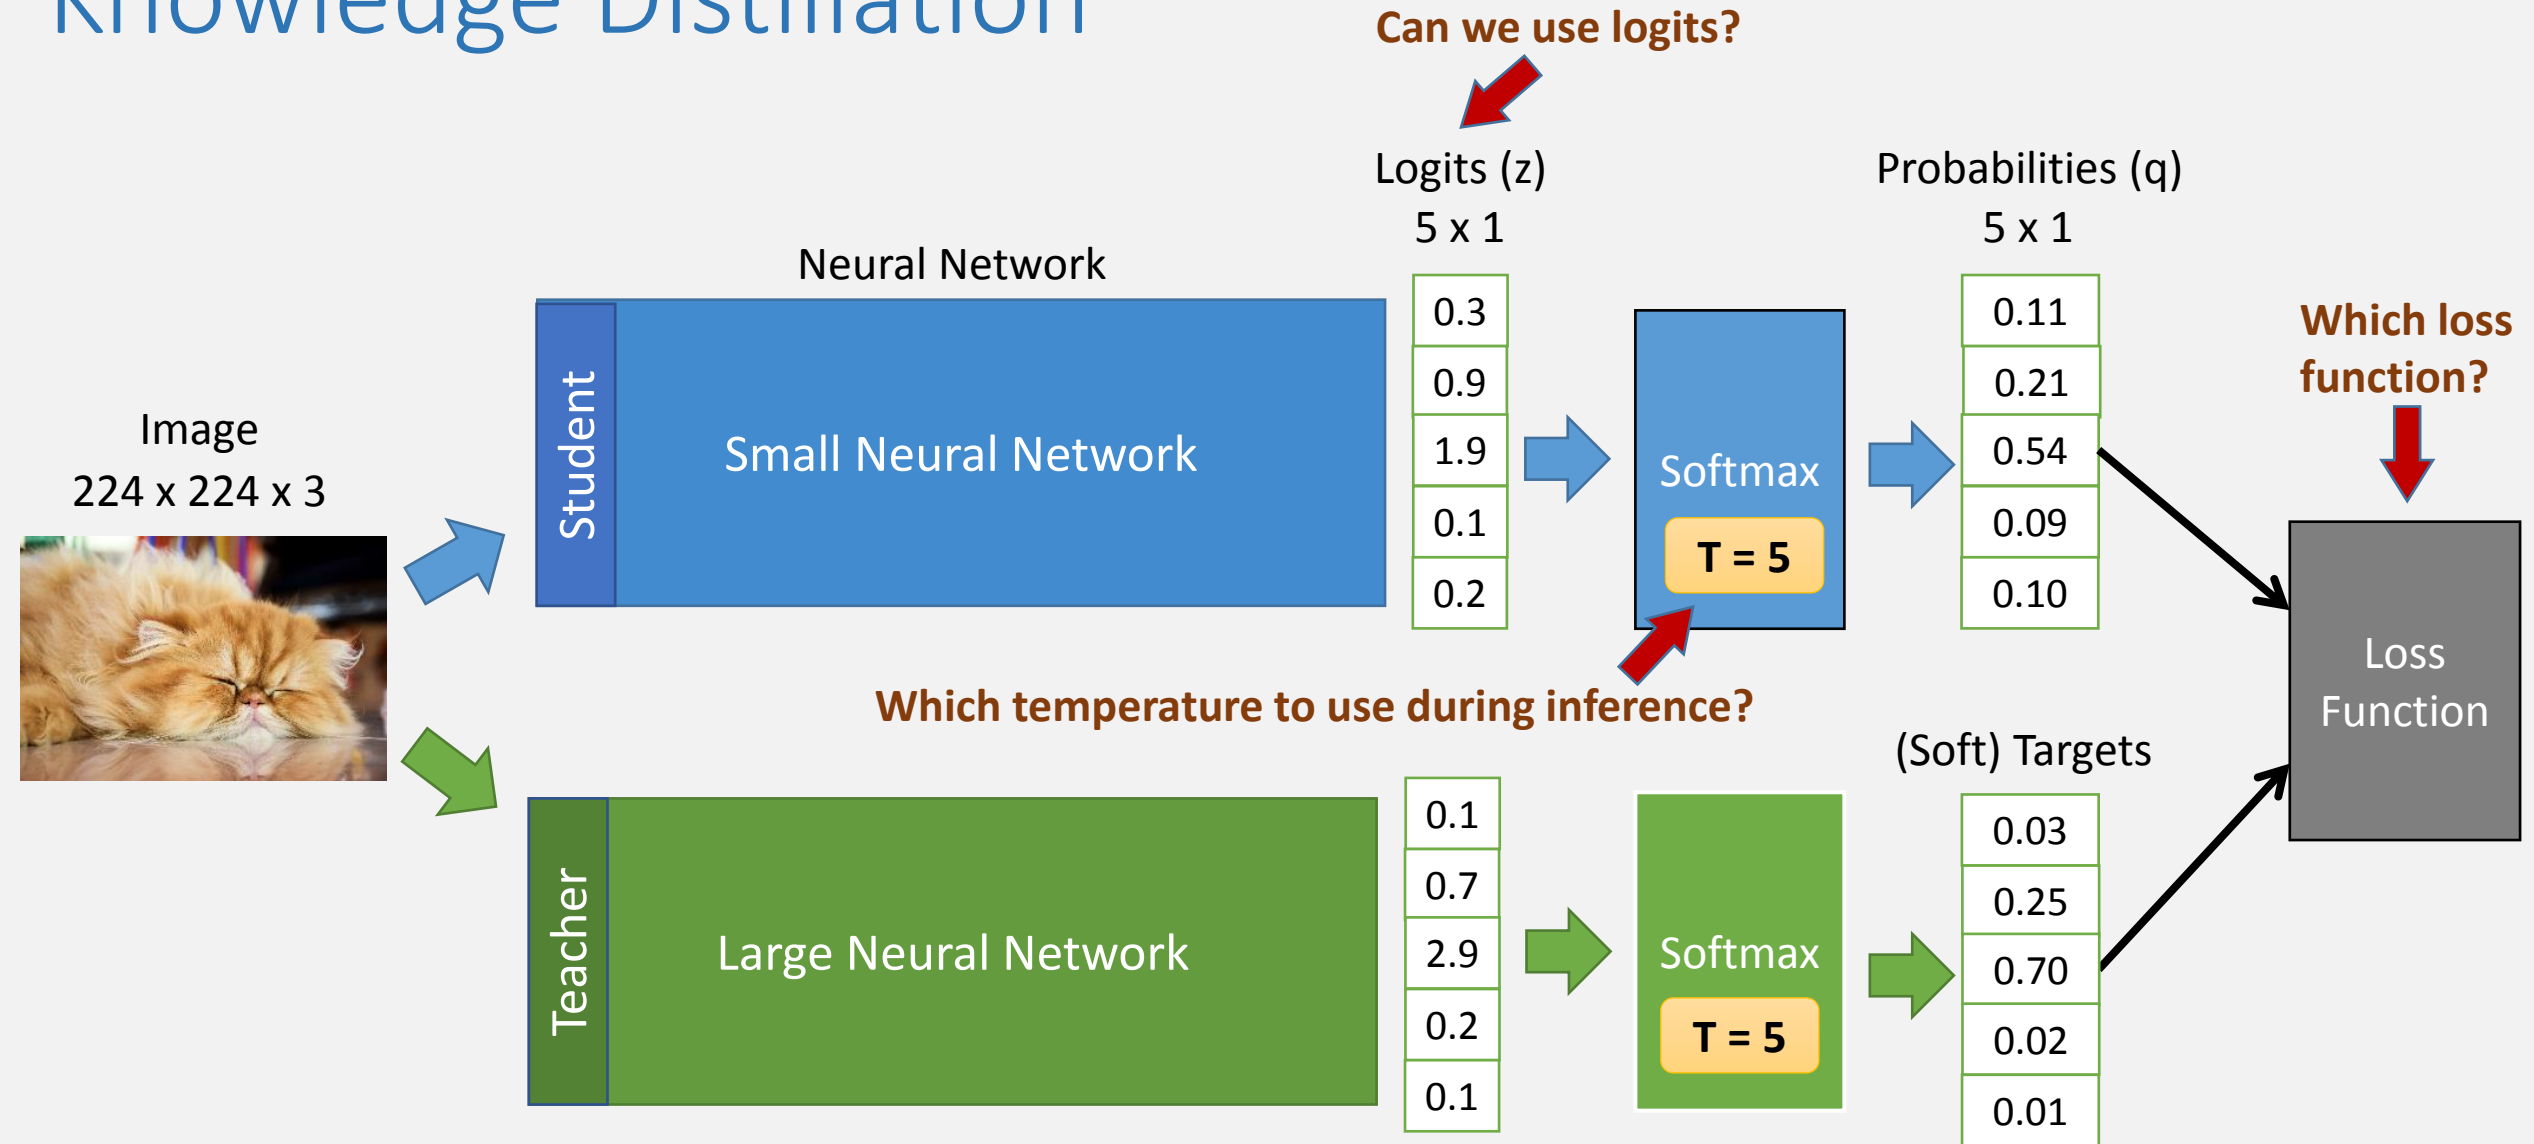 Knowledge Distillation
Can we use logits?
Logits (z)
5 x 1
Probabilities (q)
5 x 1
Neural Network
Student
Small Neural Network
0.3
0.9
1.9
0.1
0.2
Softmax
T = 5
0.11
0.21
0.54
0.09
0.10
Which loss
function?
Image
224 x 224 x 3
Loss
Function
Which temperature to use during inference?
(Soft) Targets
Teacher
Large Neural Network
0.1
0.7
2.9
0.2
0.1
Softmax
T = 5
0.03
0.25
0.70
0.02
0.01